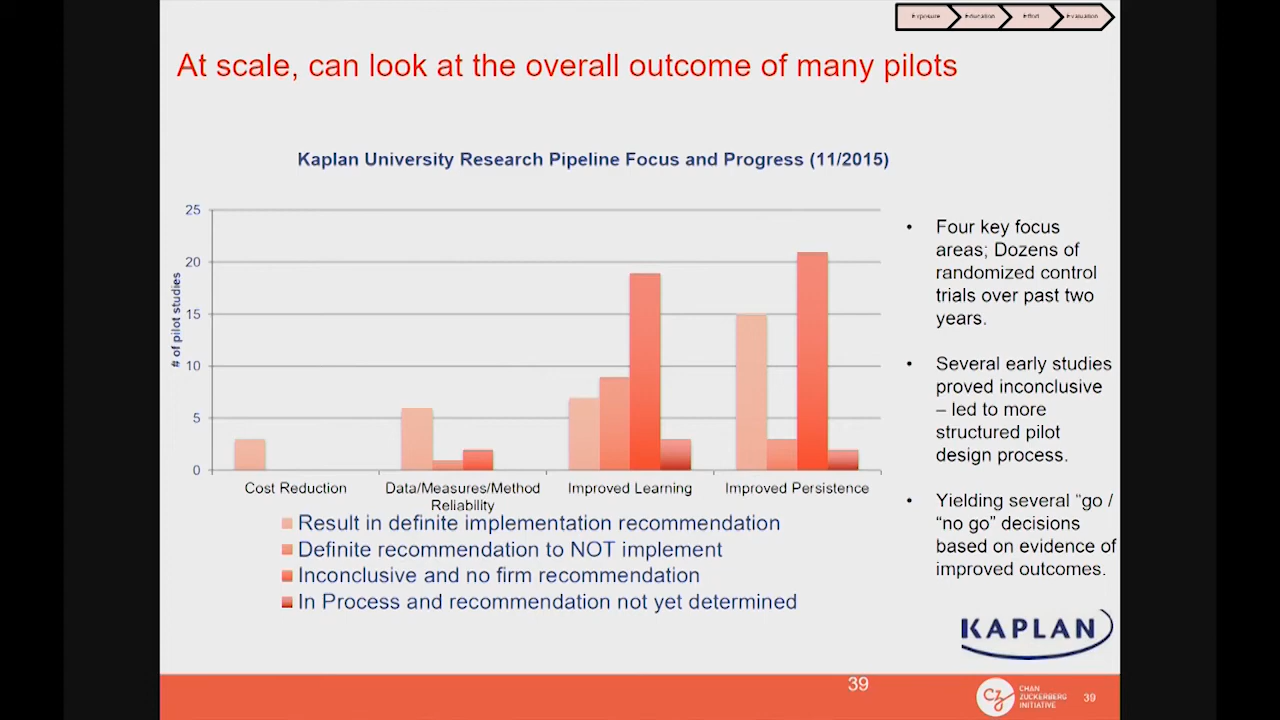 Exposure Education Effort Evaluation
At scale, can look at the overall outcome of many pilots
Kaplan University Research Pipeline Focus and Progress (11/2015)
# of pilot studies
25
20
15
10
5
0
Cost Reduction
Data/Measures/Method
Reliability
Improved Learning
Improved Persistence
Result in definite implementation recommendation
Definite recommendation to NOT implement
Inconclusive and no firm recommendation
In Process and recommendation not yet determined
• Four key focus
areas; Dozens of
randomized control
trials over past two
years.
• Several early studies
proved inconclusive
– led to more
structured pilot
design process.
• Yielding several “go /
“no go” decisions
based on evidence of
improved outcomes.
KAPLAN
39
CZ
CHAN
ZUCKERBERG
INITIATIVE
39